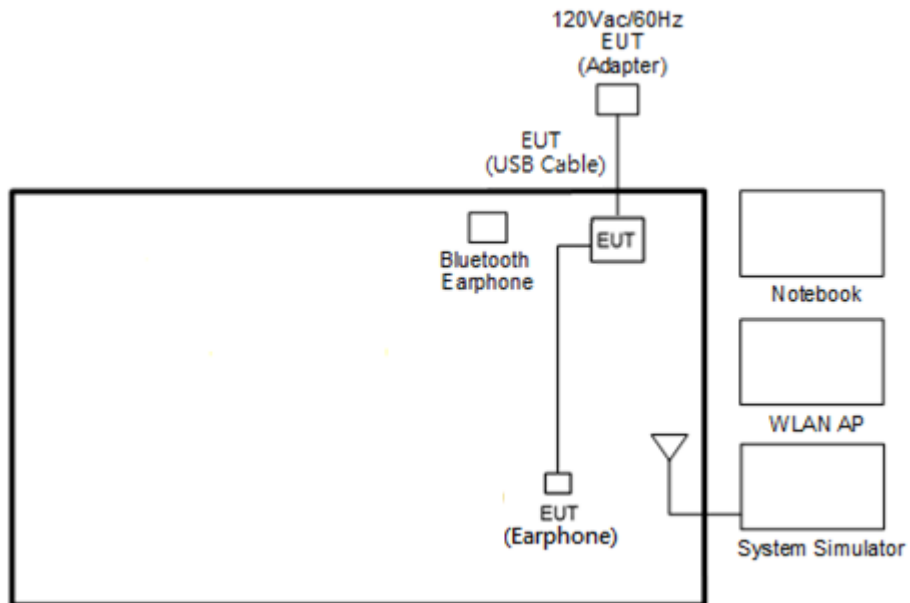 120Vac/60Hz
EUT
(Adapter)
EUT
(USB Cable)
EUT
Bluetooth
Earphone
Notebook
WLAN AP
EUT
(Earphone)
System Simulator